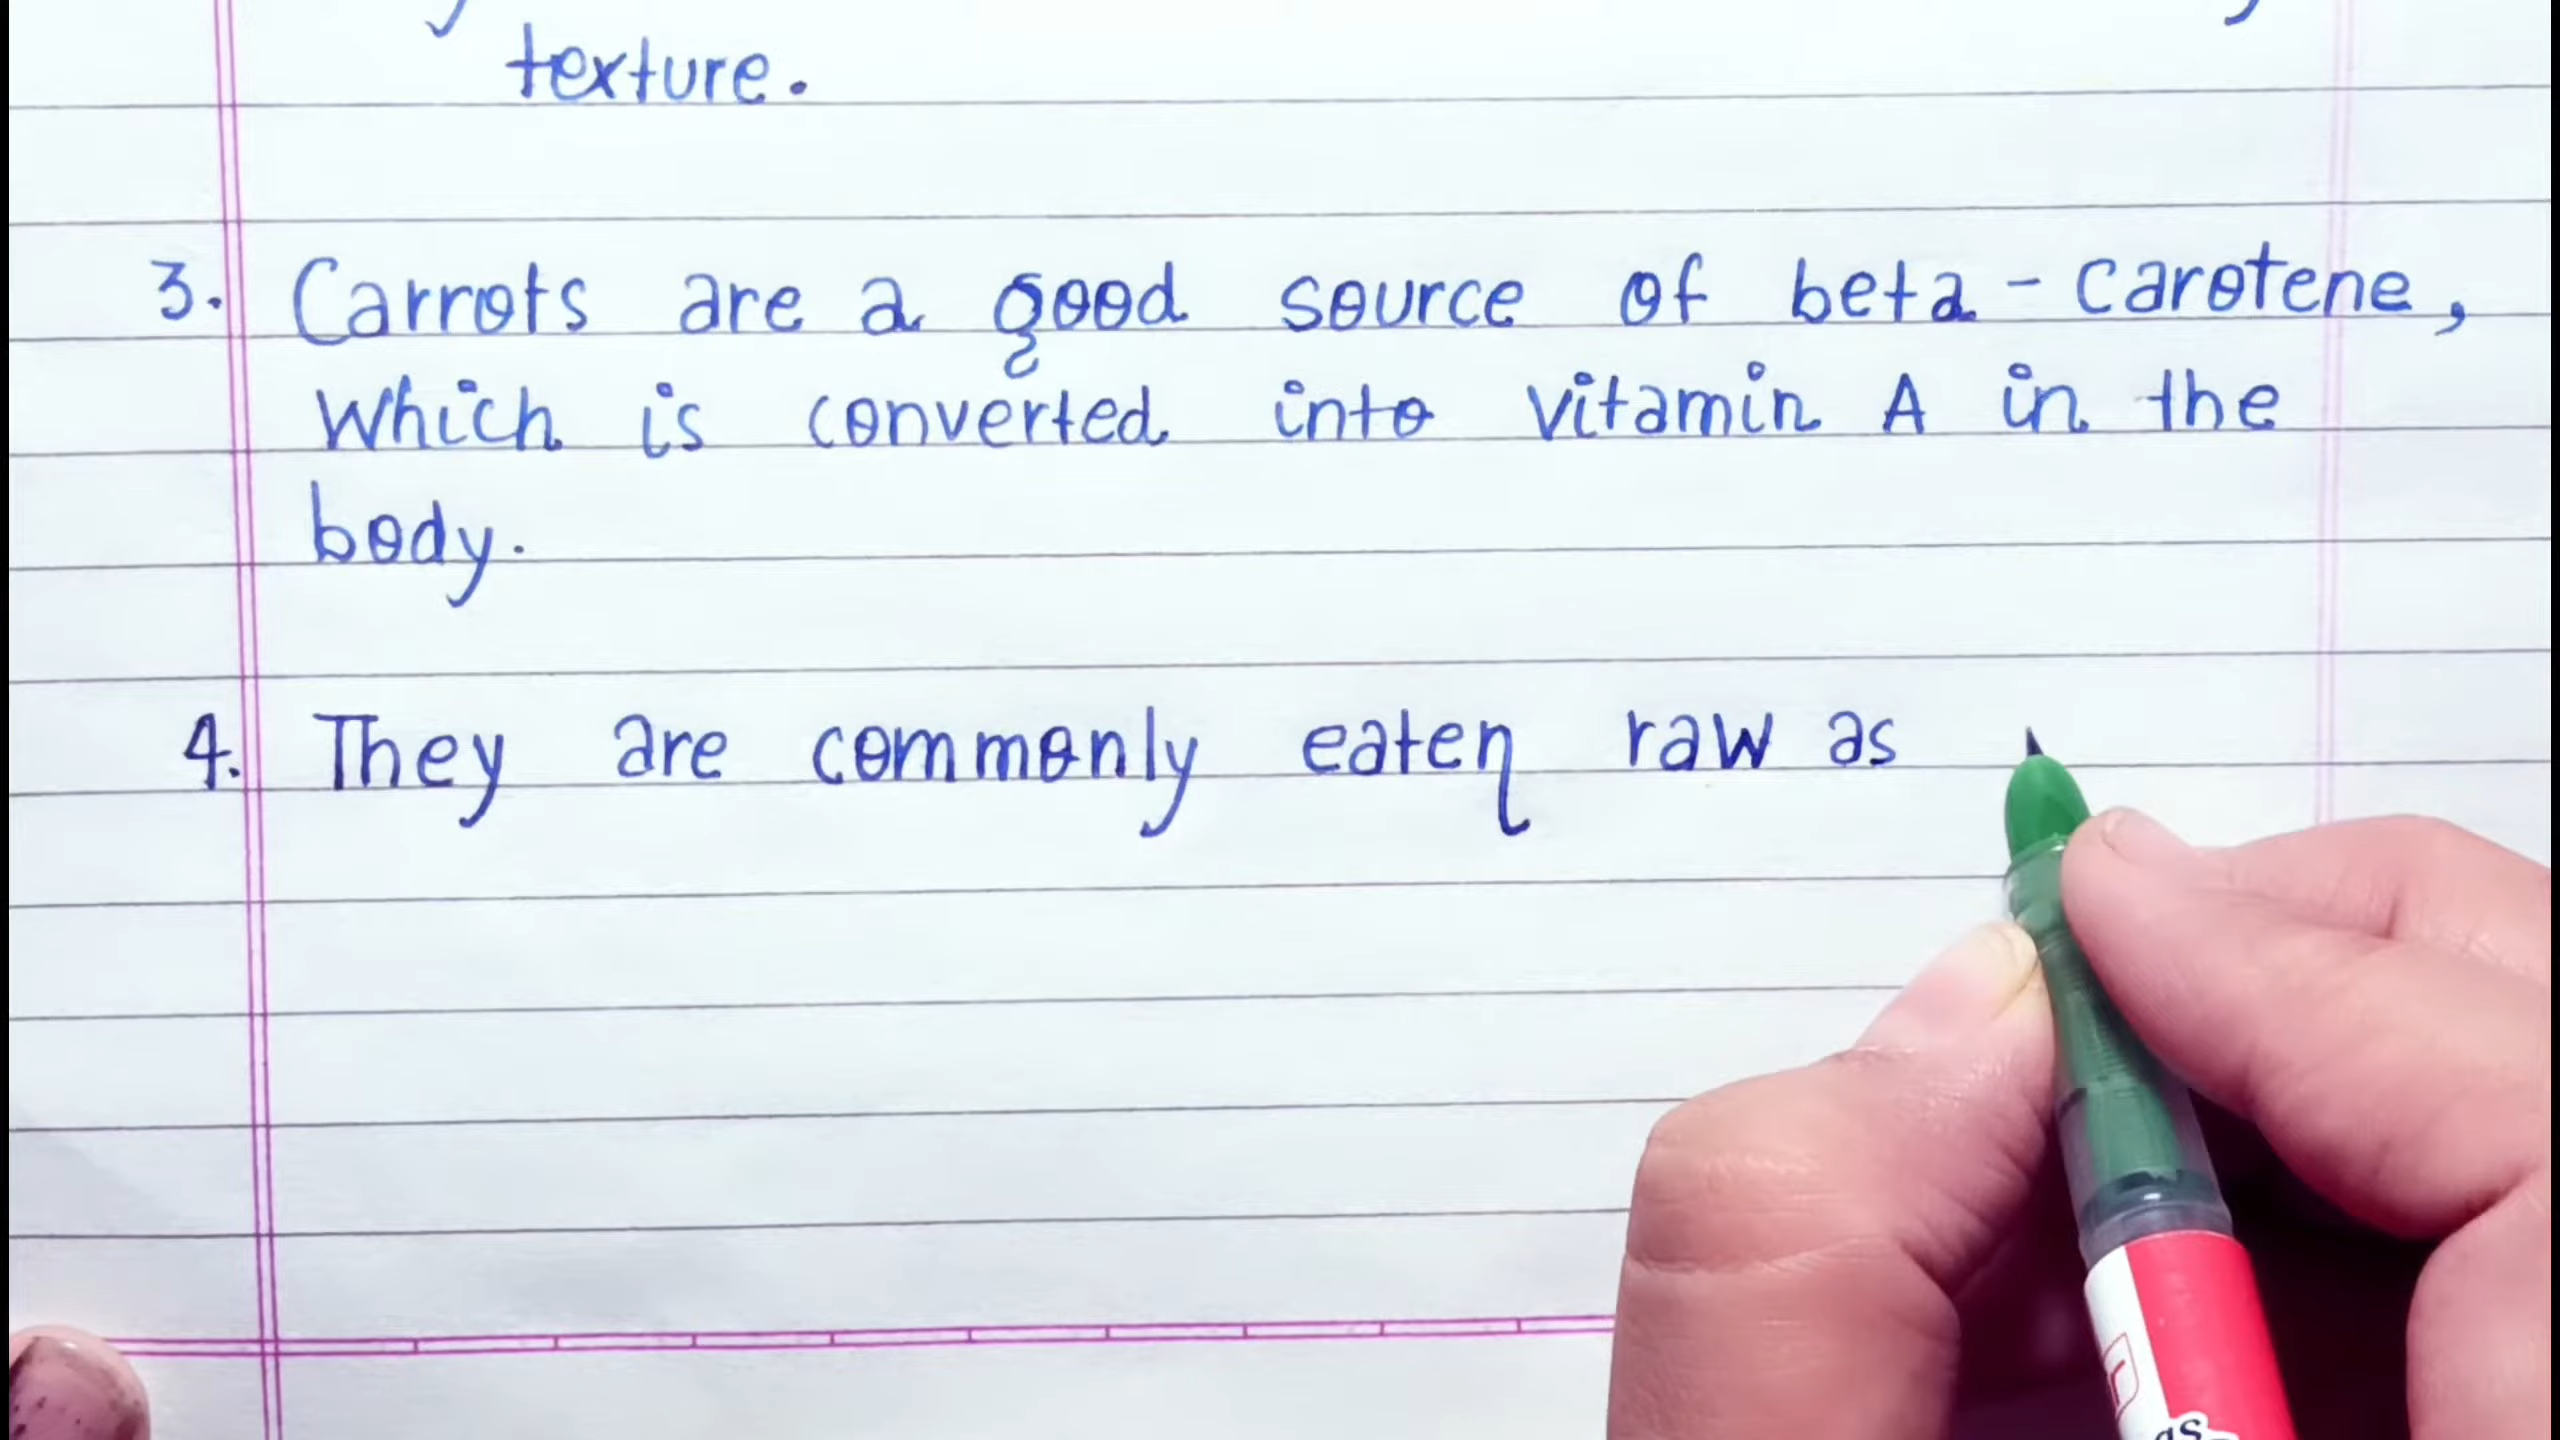 texture.
3. Carrots are a good source of beta-carotene,
which is converted into vitamin A in the
body.
4. They are commonly eaten raw as